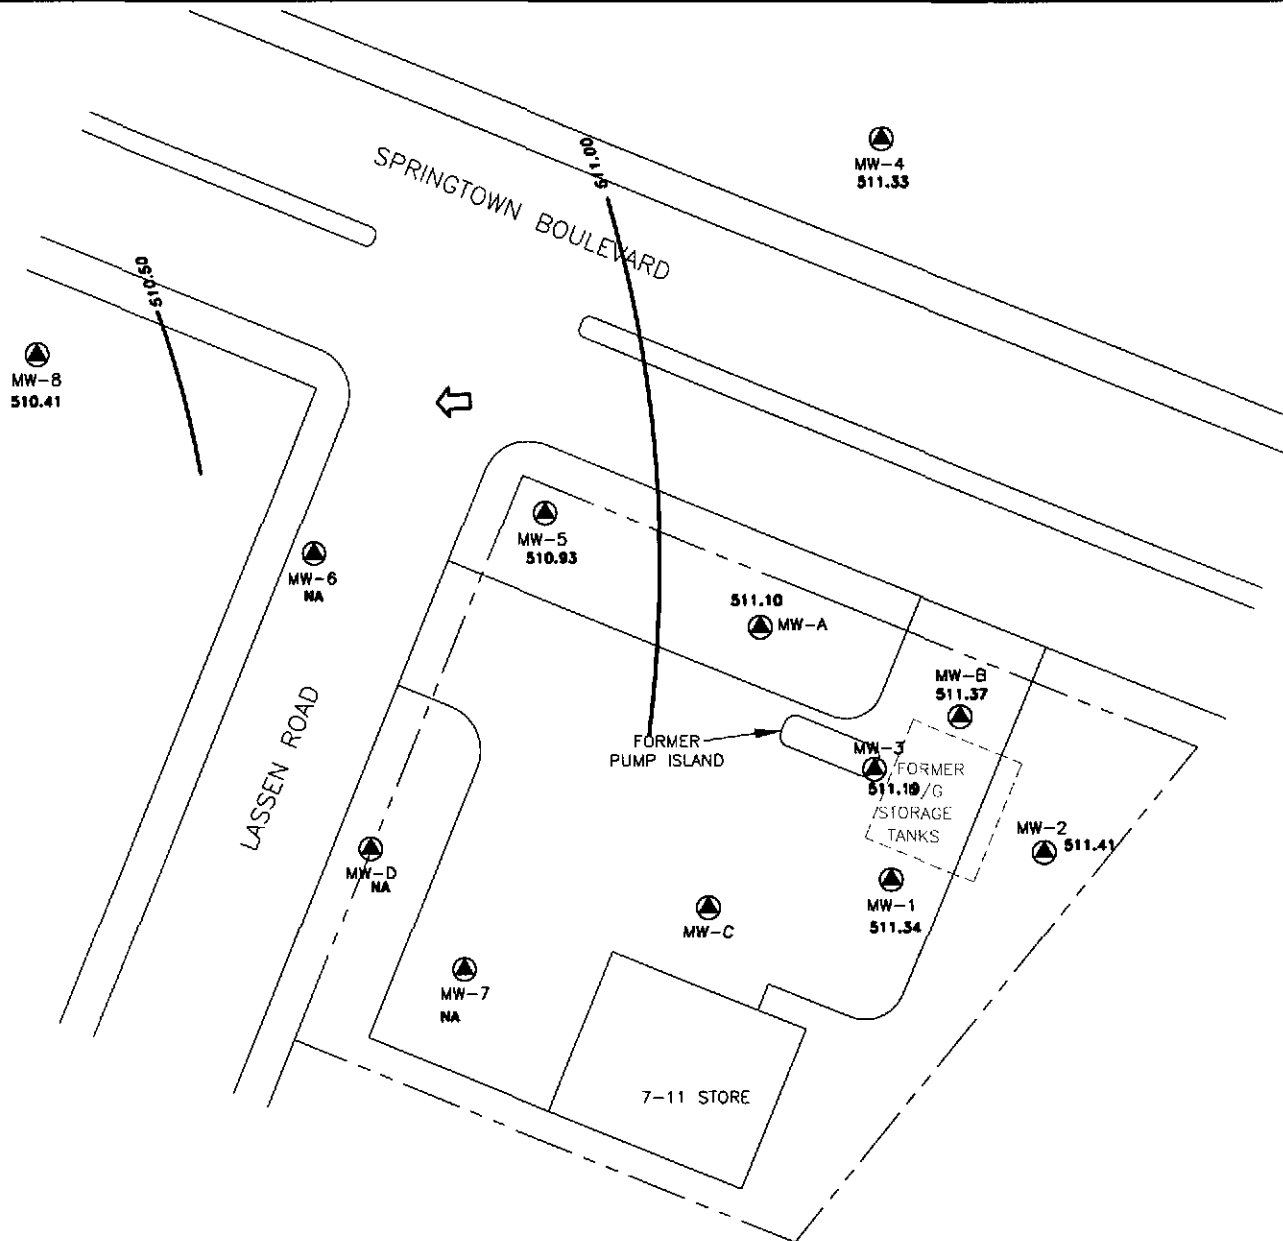 511.00
SPRINGTOWN BOULEVARD
MW-4
511.33
510.50
MW-8
510.41
MW-5
510.93
MW-6
NA
511.10
MW-A
MW-B
511.37
FORMER
PUMP ISLAND
MW-3
511.19
FORMER
/G
STORAGE
TANKS
MW-2
511.41
LASSEN ROAD
MW-D
NA
MW-1
511.34
MW-C
MW-7
NA
7-11 STORE